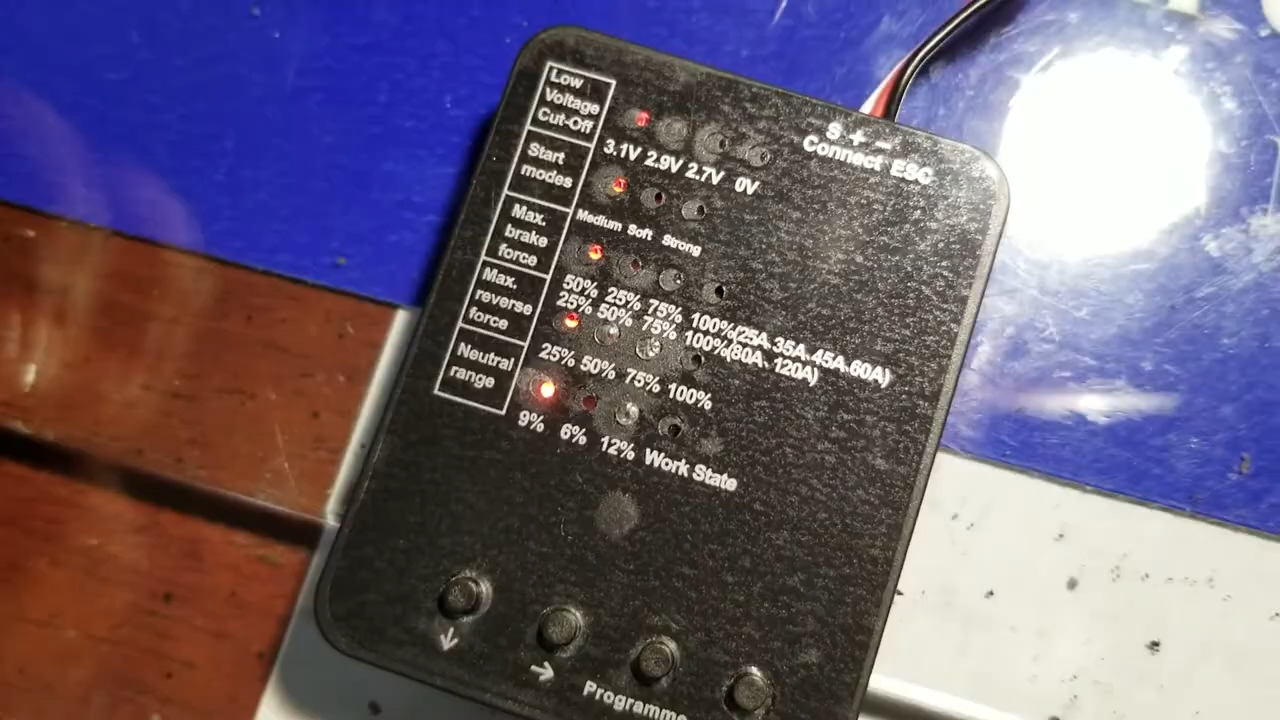 Low
Voltage
Cut-Off
S + -
Connect ESC
3.1V 2.9V 2.7V 0V
Start
modes
Medium Soft Strong
Max.
brake
force
50% 25% 75% 100%(25A、35A、45A、60A)
25% 50% 75% 100%(80A、120A)
Max.
reverse
force
25% 50% 75% 100%
Neutral
range
9% 6% 12% Work State
↓
→
Programme